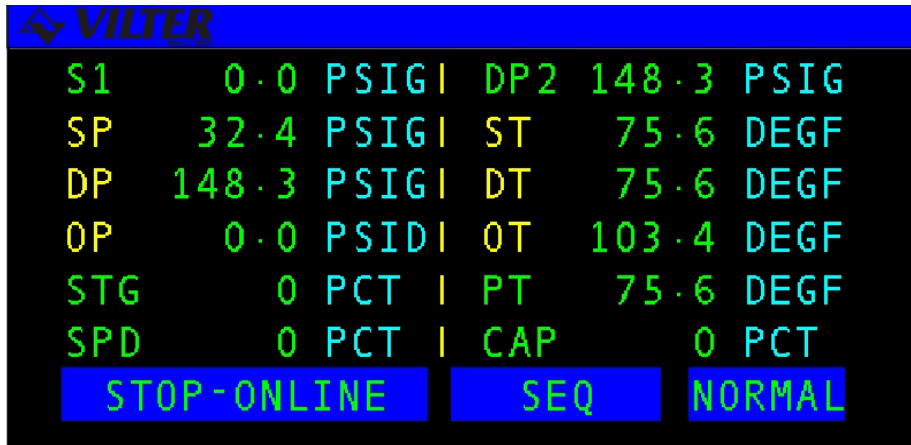 VILTER
S1 0.0 PSIG | DP2 148.3 PSIG
SP 32.4 PSIG | ST 75.6 DEGF
DP 148.3 PSIG | DT 75.6 DEGF
OP 0.0 PSID | OT 103.4 DEGF
STG 0 PCT | PT 75.6 DEGF
SPD 0 PCT | CAP 0 PCT
STOP-ONLINE SEQ NORMAL